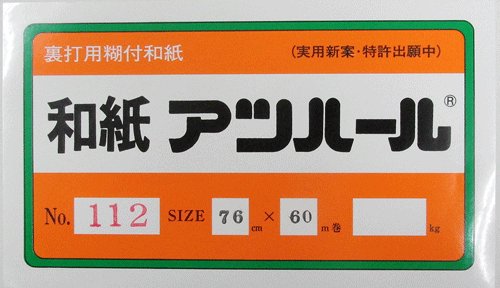 裏打用糊付和紙 (実用新案・特許出願中)
和紙 アツハール®
No. 112 SIZE 76 cm × 60 m巻 kg